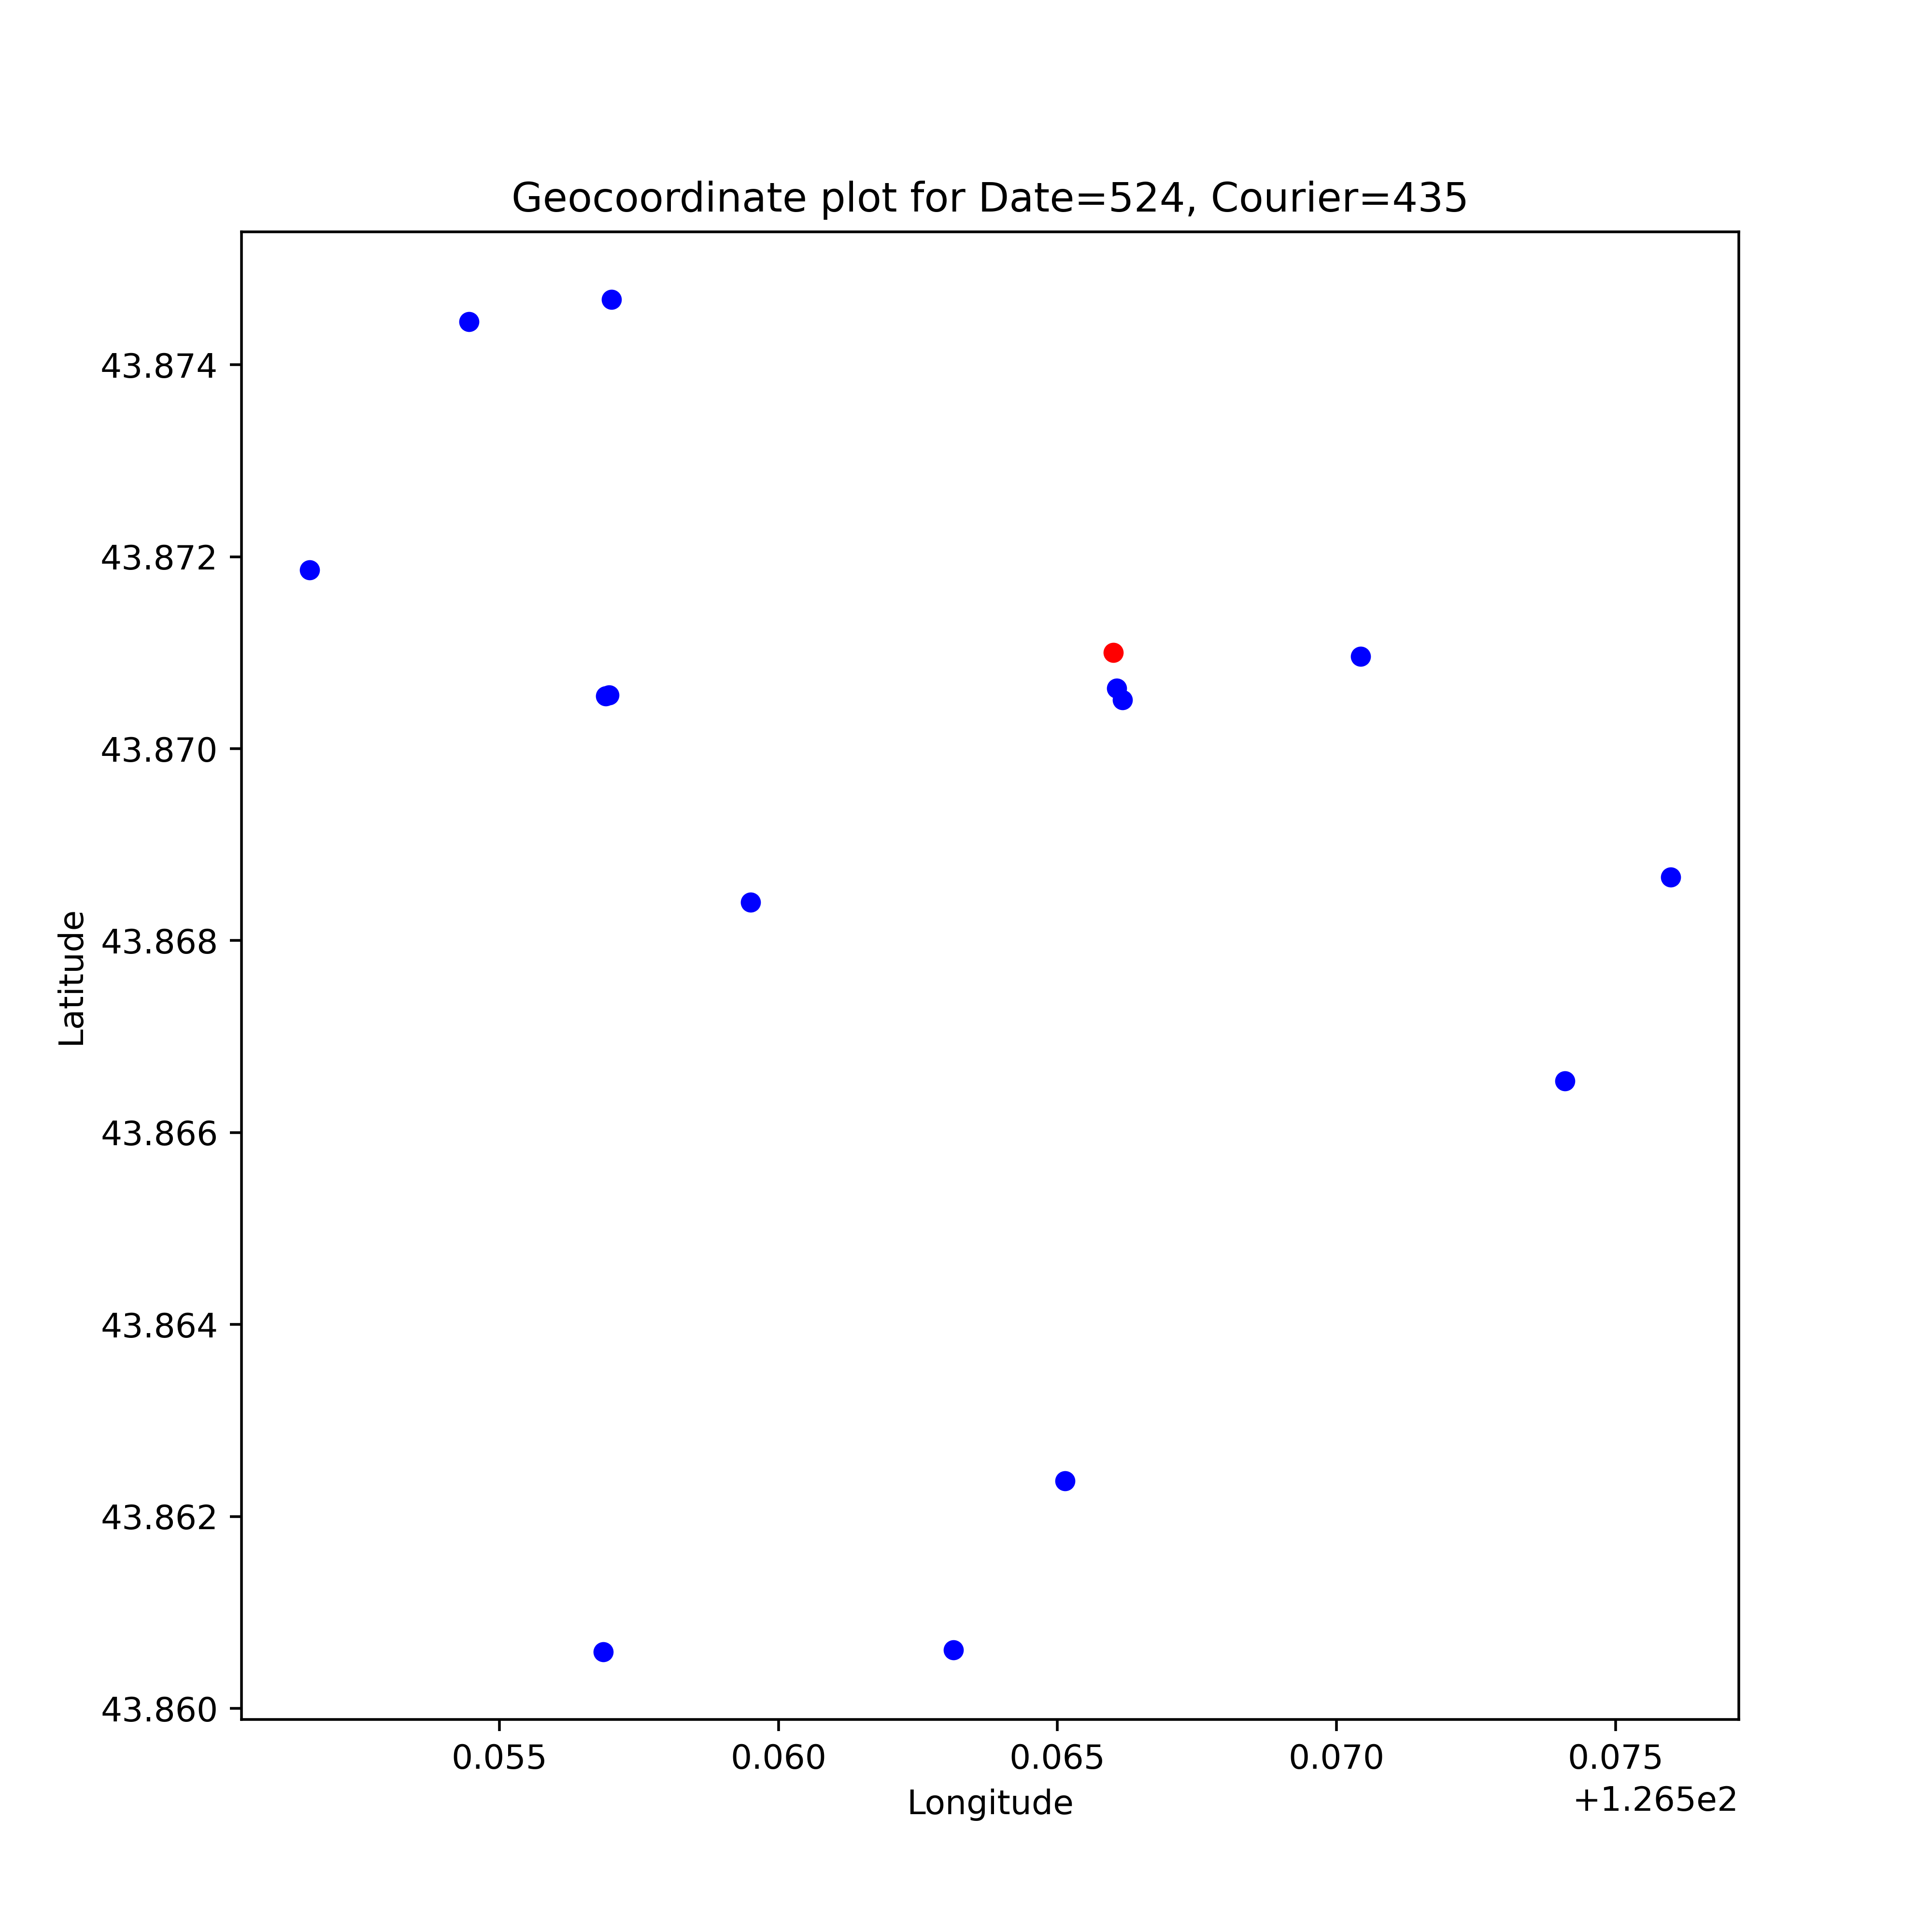 Geocoordinate plot for Date=524, Courier=435
43.874
43.872
43.870
43.868
43.866
43.864
43.862
43.860
Latitude
0.055 0.060 0.065 0.070 0.075
+1.265e2
Longitude